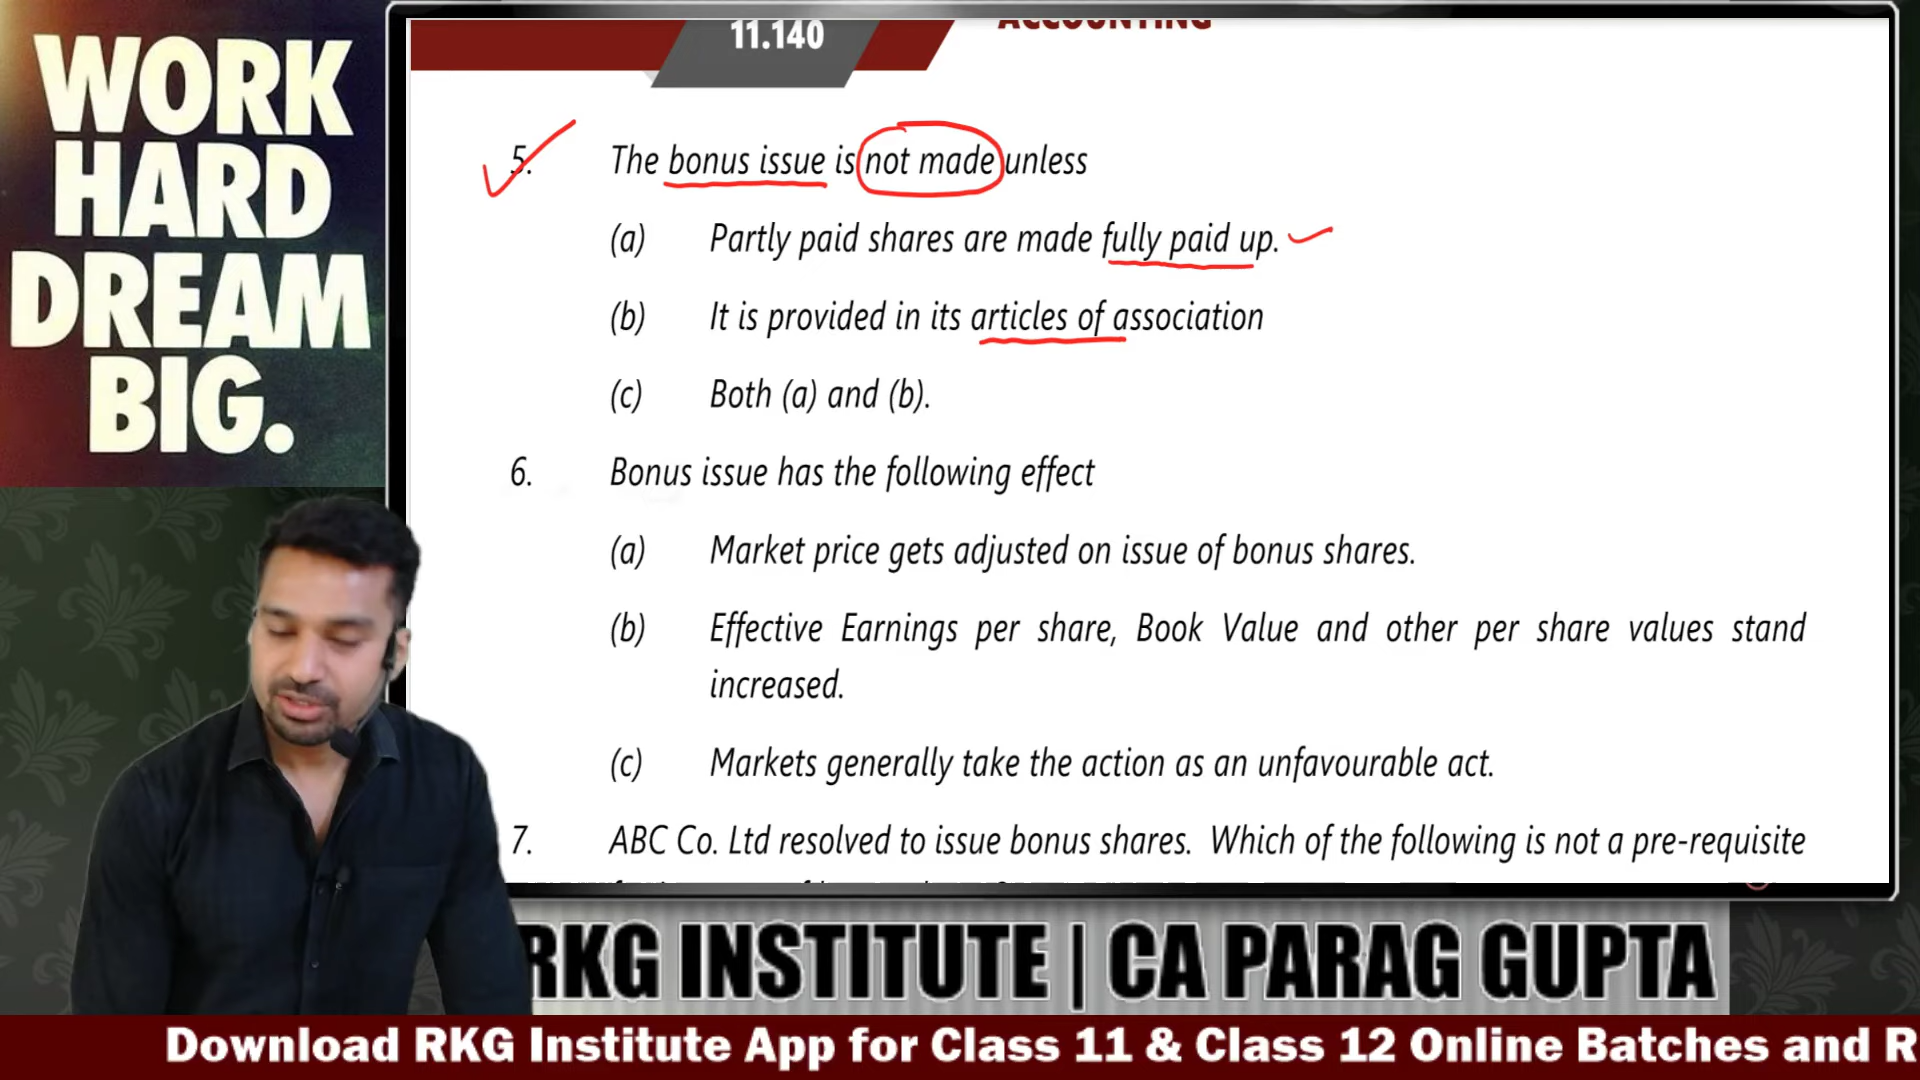 WORK
HARD
DREAM
BIG.
11.140
ACCOUNTING
5. The bonus issue is not made unless
(a) Partly paid shares are made fully paid up.
(b) It is provided in its articles of association
(c) Both (a) and (b).
6. Bonus issue has the following effect
(a) Market price gets adjusted on issue of bonus shares.
(b) Effective Earnings per share, Book Value and other per share values stand
increased.
(c) Markets generally take the action as an unfavourable act.
7. ABC Co. Ltd resolved to issue bonus shares. Which of the following is not a pre-requisite
RKG INSTITUTE | CA PARAG GUPTA
Download RKG Institute App for Class 11 & Class 12 Online Batches and R